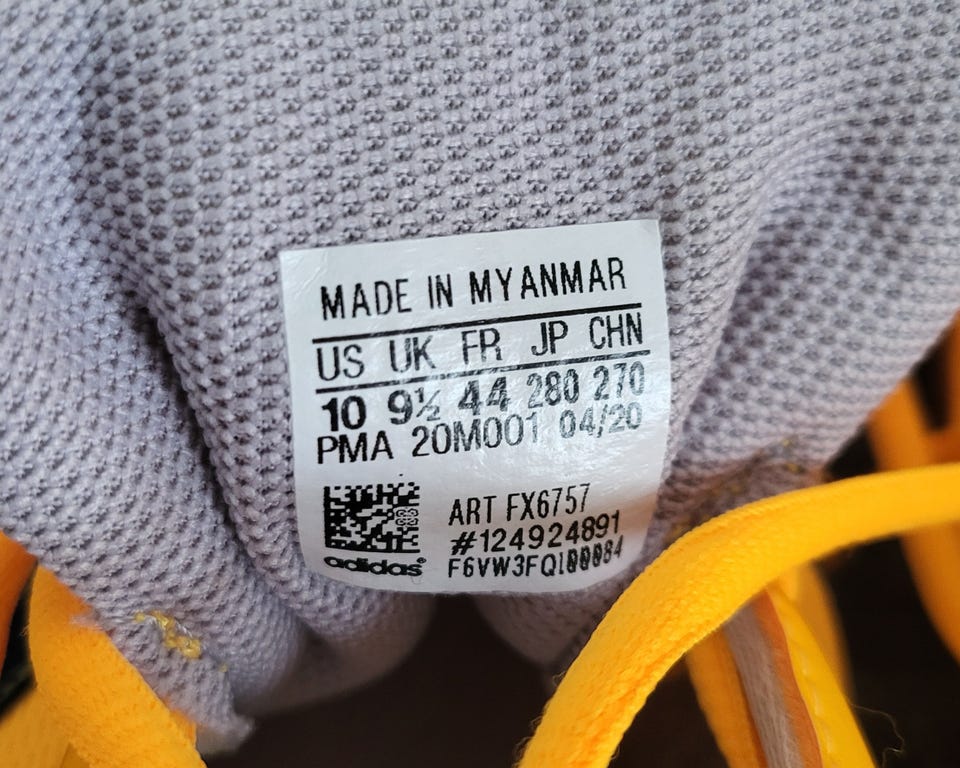 MADE IN MYANMAR
US UK FR JP CHN
10 9½ 44 280 270
PMA 20M001 04/20
ART FX6757
#124924891
F6VW3FQI00084
adidas®